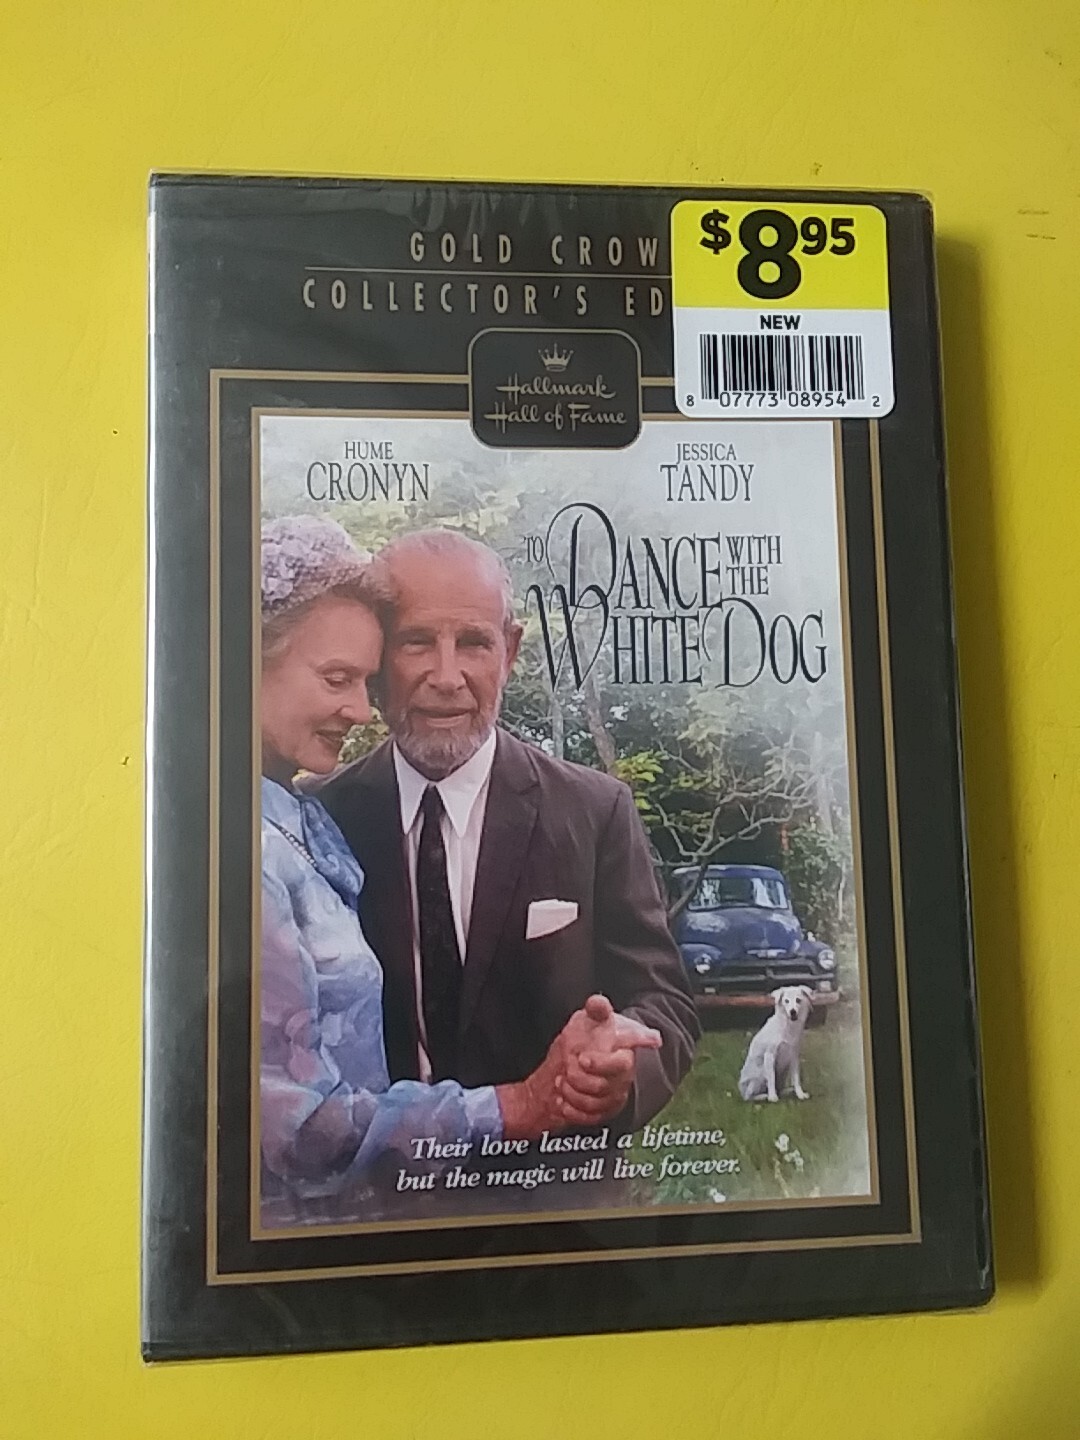 GOLD CROW
COLLECTOR'S ED
$8.95
NEW
8 07773 08954 2
Hallmark
Hall of Fame
HUME
CRONYN
JESSICA
TANDY
TO DANCE WITH THE
WHITE DOG
Their love lasted a lifetime,
but the magic will live forever.